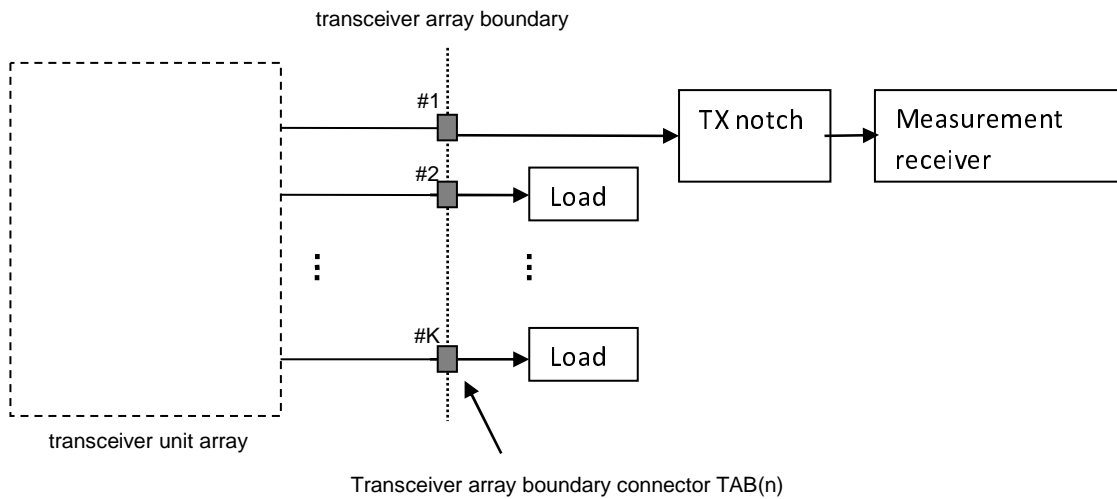 transceiver array boundary
#1
TX notch
Measurement
receiver
#2
Load
#K
Load
transceiver unit array
Transceiver array boundary connector TAB(n)